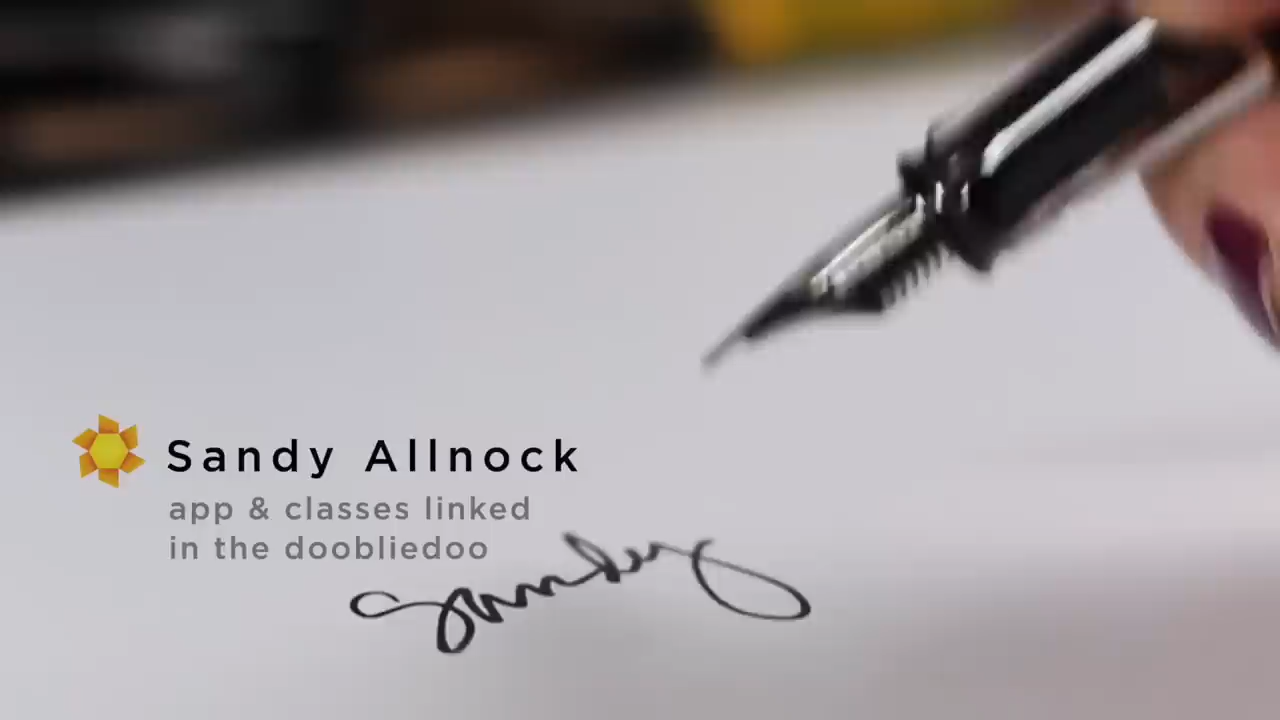 Sandy Allnock
app & classes linked
in the doobliedoo
Sandy